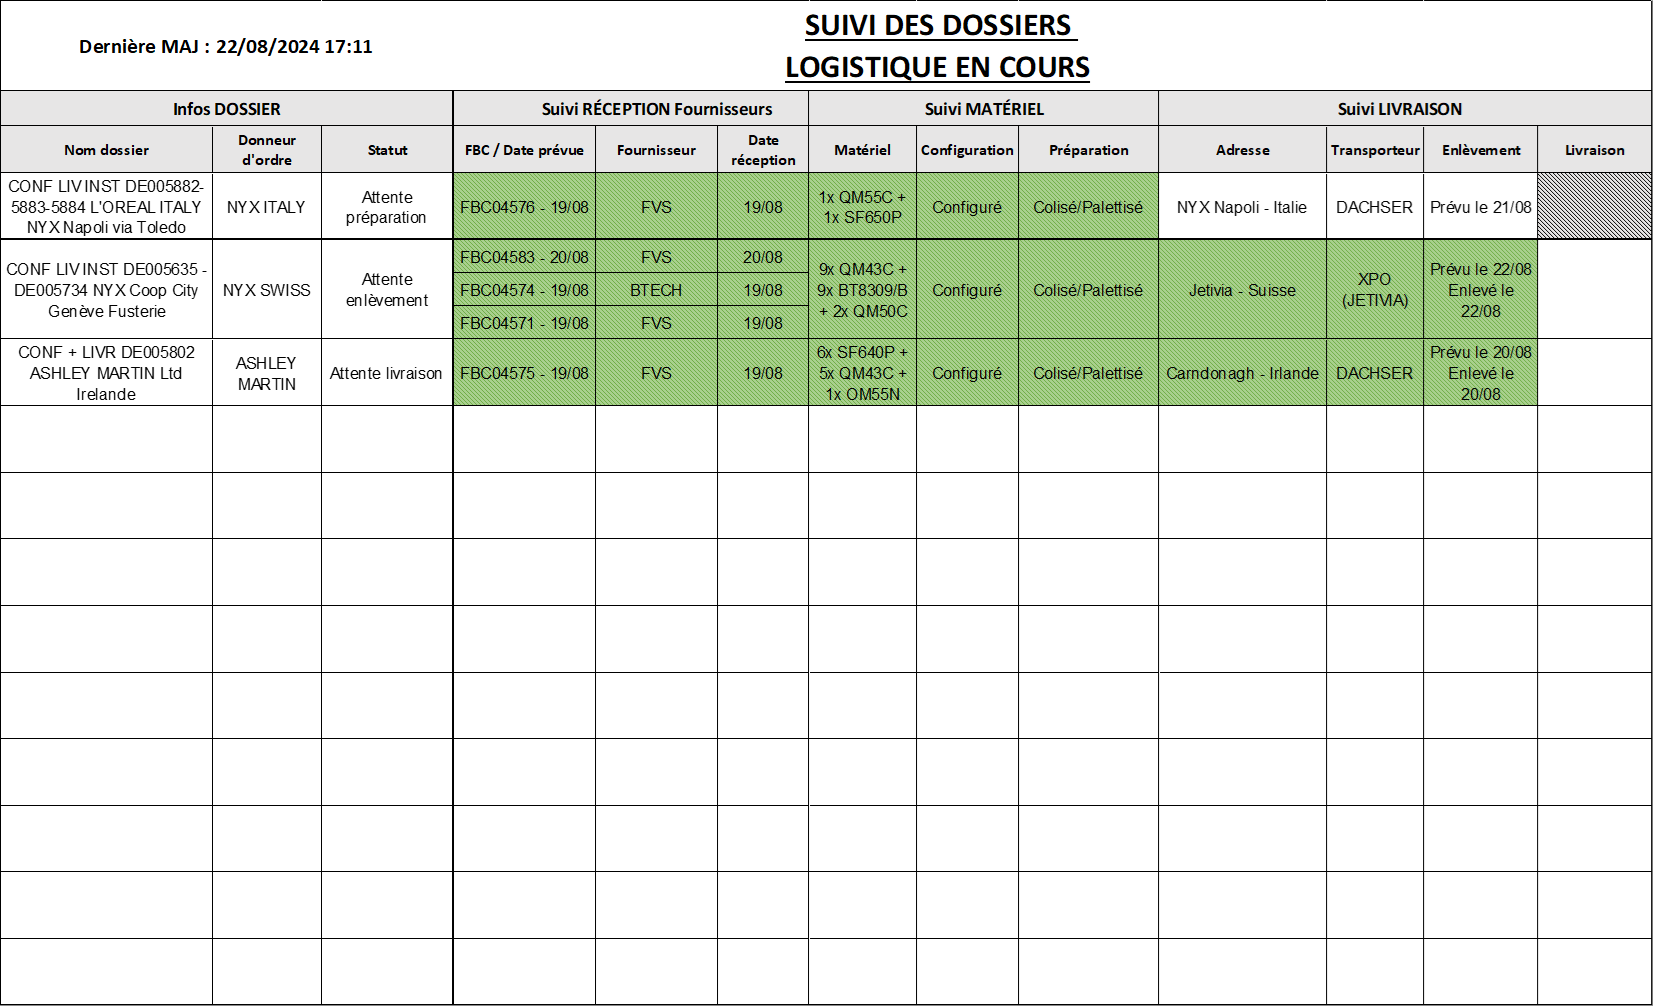 Dernière MAJ : 22/08/2024 17:11
SUIVI DES DOSSIERS
LOGISTIQUE EN COURS
Infos DOSSIER
Suivi RÉCEPTION Fournisseurs
Suivi MATÉRIEL
Suivi LIVRAISON
Nom dossier
Donneur
d'ordre
Statut
FBC / Date prévue
Fournisseur
Date
réception
Matériel
Configuration
Préparation
Adresse
Transporteur
Enlèvement
Livraison
CONF LIV INST DE005882-
5883-5884 L'OREAL ITALY
NYX Napoli via Toledo
NYX ITALY
Attente
préparation
FBC04576 - 19/08
FVS
19/08
1x QM55C +
1x SF650P
Configuré
Colisé/Palettisé
NYX Napoli - Italie
DACHSER
Prévu le 21/08
CONF LIV INST DE005635 -
DE005734 NYX Coop City
Genève Fusterie
NYX SWISS
Attente
enlèvement
FBC04583 - 20/08
FVS
20/08
FBC04574 - 19/08
BTECH
19/08
FBC04571 - 19/08
FVS
19/08
9x QM43C +
9x BT8309/B
+ 2x QM50C
Configuré
Colisé/Palettisé
Jetivia - Suisse
XPO
(JETIVIA)
Prévu le 22/08
Enlevé le
22/08
CONF + LIVR DE005802
ASHLEY MARTIN Ltd
Irelande
ASHLEY
MARTIN
Attente livraison
FBC04575 - 19/08
FVS
19/08
6x SF640P +
5x QM43C +
1x OM55N
Configuré
Colisé/Palettisé
Carndonagh - Irlande
DACHSER
Prévu le 20/08
Enlevé le
20/08